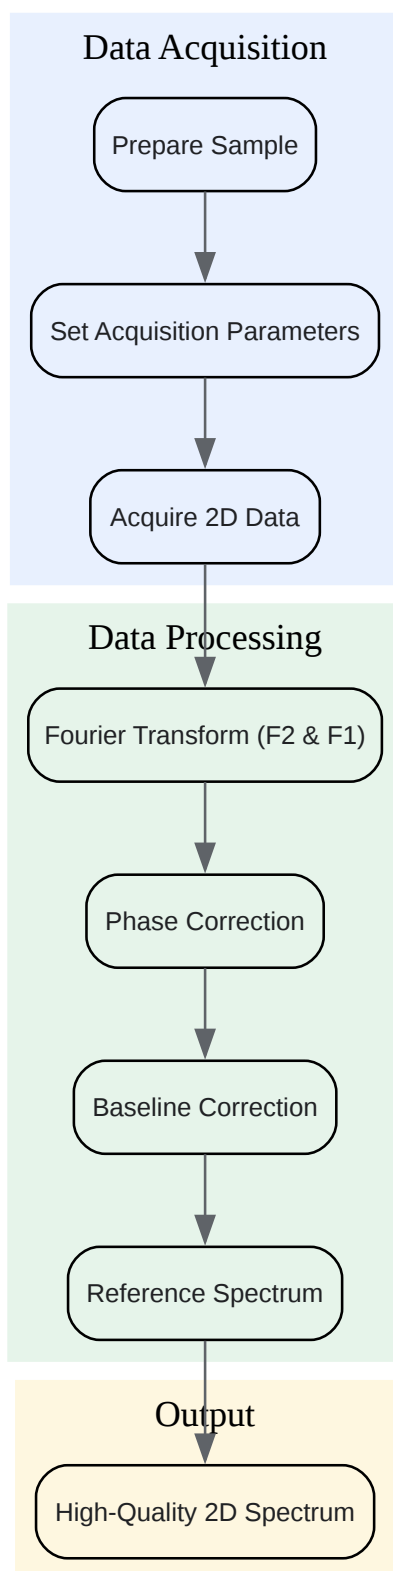 Data Acquisition
Prepare Sample
Set Acquisition Parameters
Acquire 2D Data
Data Processing
Fourier Transform (F2 & F1)
Phase Correction
Baseline Correction
Reference Spectrum
Output
High-Quality 2D Spectrum